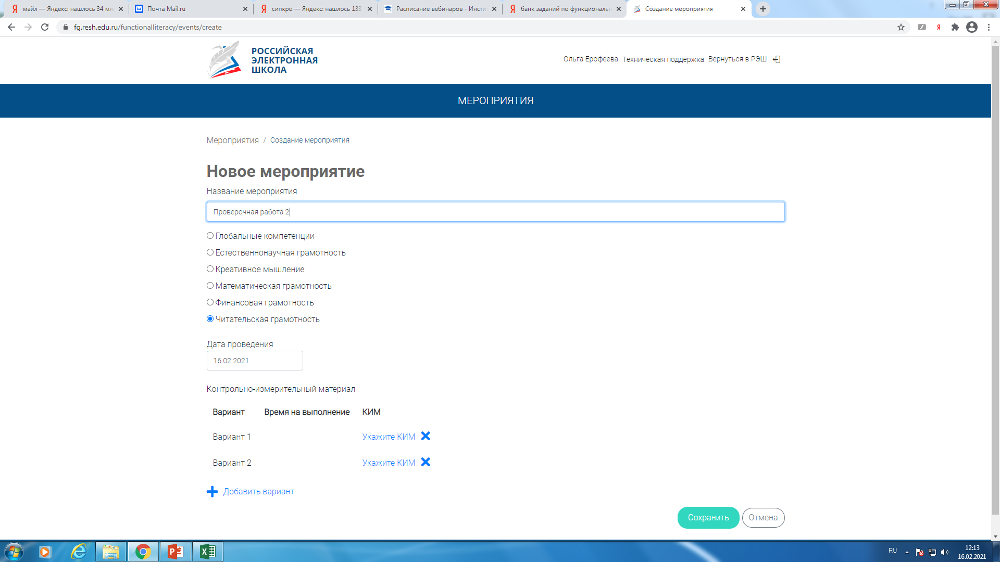 майл — Яндекс: нашлось 34 мл
Почта Mail.ru
сипкро — Яндекс: нашлось 133
Расписание вебинаров - Инсти
банк заданий по функциональн
Создание мероприятия
fg.resh.edu.ru/functionalliteracy/events/create
РОССИЙСКАЯ
ЭЛЕКТРОННАЯ
ШКОЛА
Ольга Ерофеева Техническая поддержка Вернуться в РЭШ
МЕРОПРИЯТИЯ
Мероприятия / Создание мероприятия
Новое мероприятие
Название мероприятия
Проверочная работа 2
Глобальные компетенции
Естественнонаучная грамотность
Креативное мышление
Математическая грамотность
Финансовая грамотность
Читательская грамотность
Дата проведения
16.02.2021
Контрольно-измерительный материал
Вариант Время на выполнение КИМ
Вариант 1 Укажите КИМ
Вариант 2 Укажите КИМ
Добавить вариант
Сохранить Отмена
RU
12:13
16.02.2021